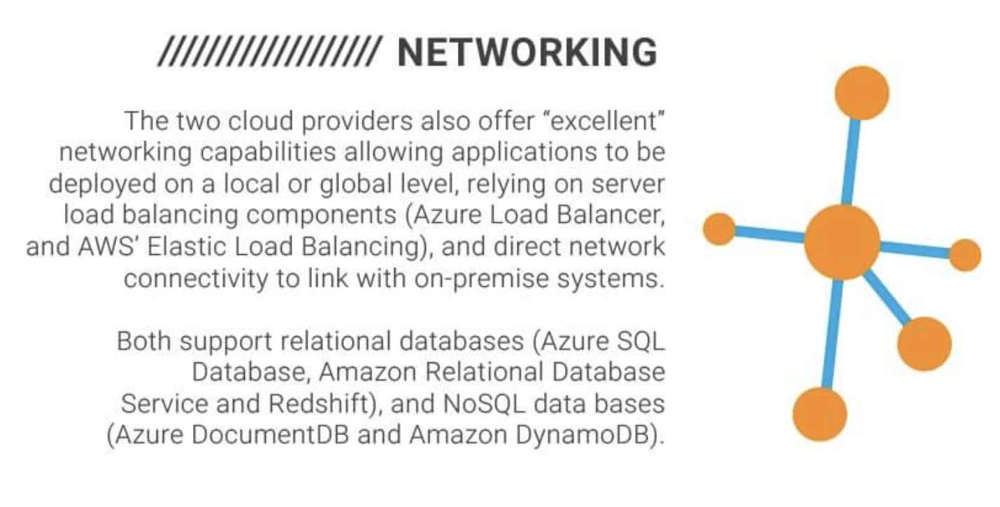 ////////////////// NETWORKING
The two cloud providers also offer “excellent”
networking capabilities allowing applications to be
deployed on a local or global level, relying on server
load balancing components (Azure Load Balancer,
and AWS’ Elastic Load Balancing), and direct network
connectivity to link with on-premise systems.
Both support relational databases (Azure SQL
Database, Amazon Relational Database
Service and Redshift), and NoSQL data bases
(Azure DocumentDB and Amazon DynamoDB).